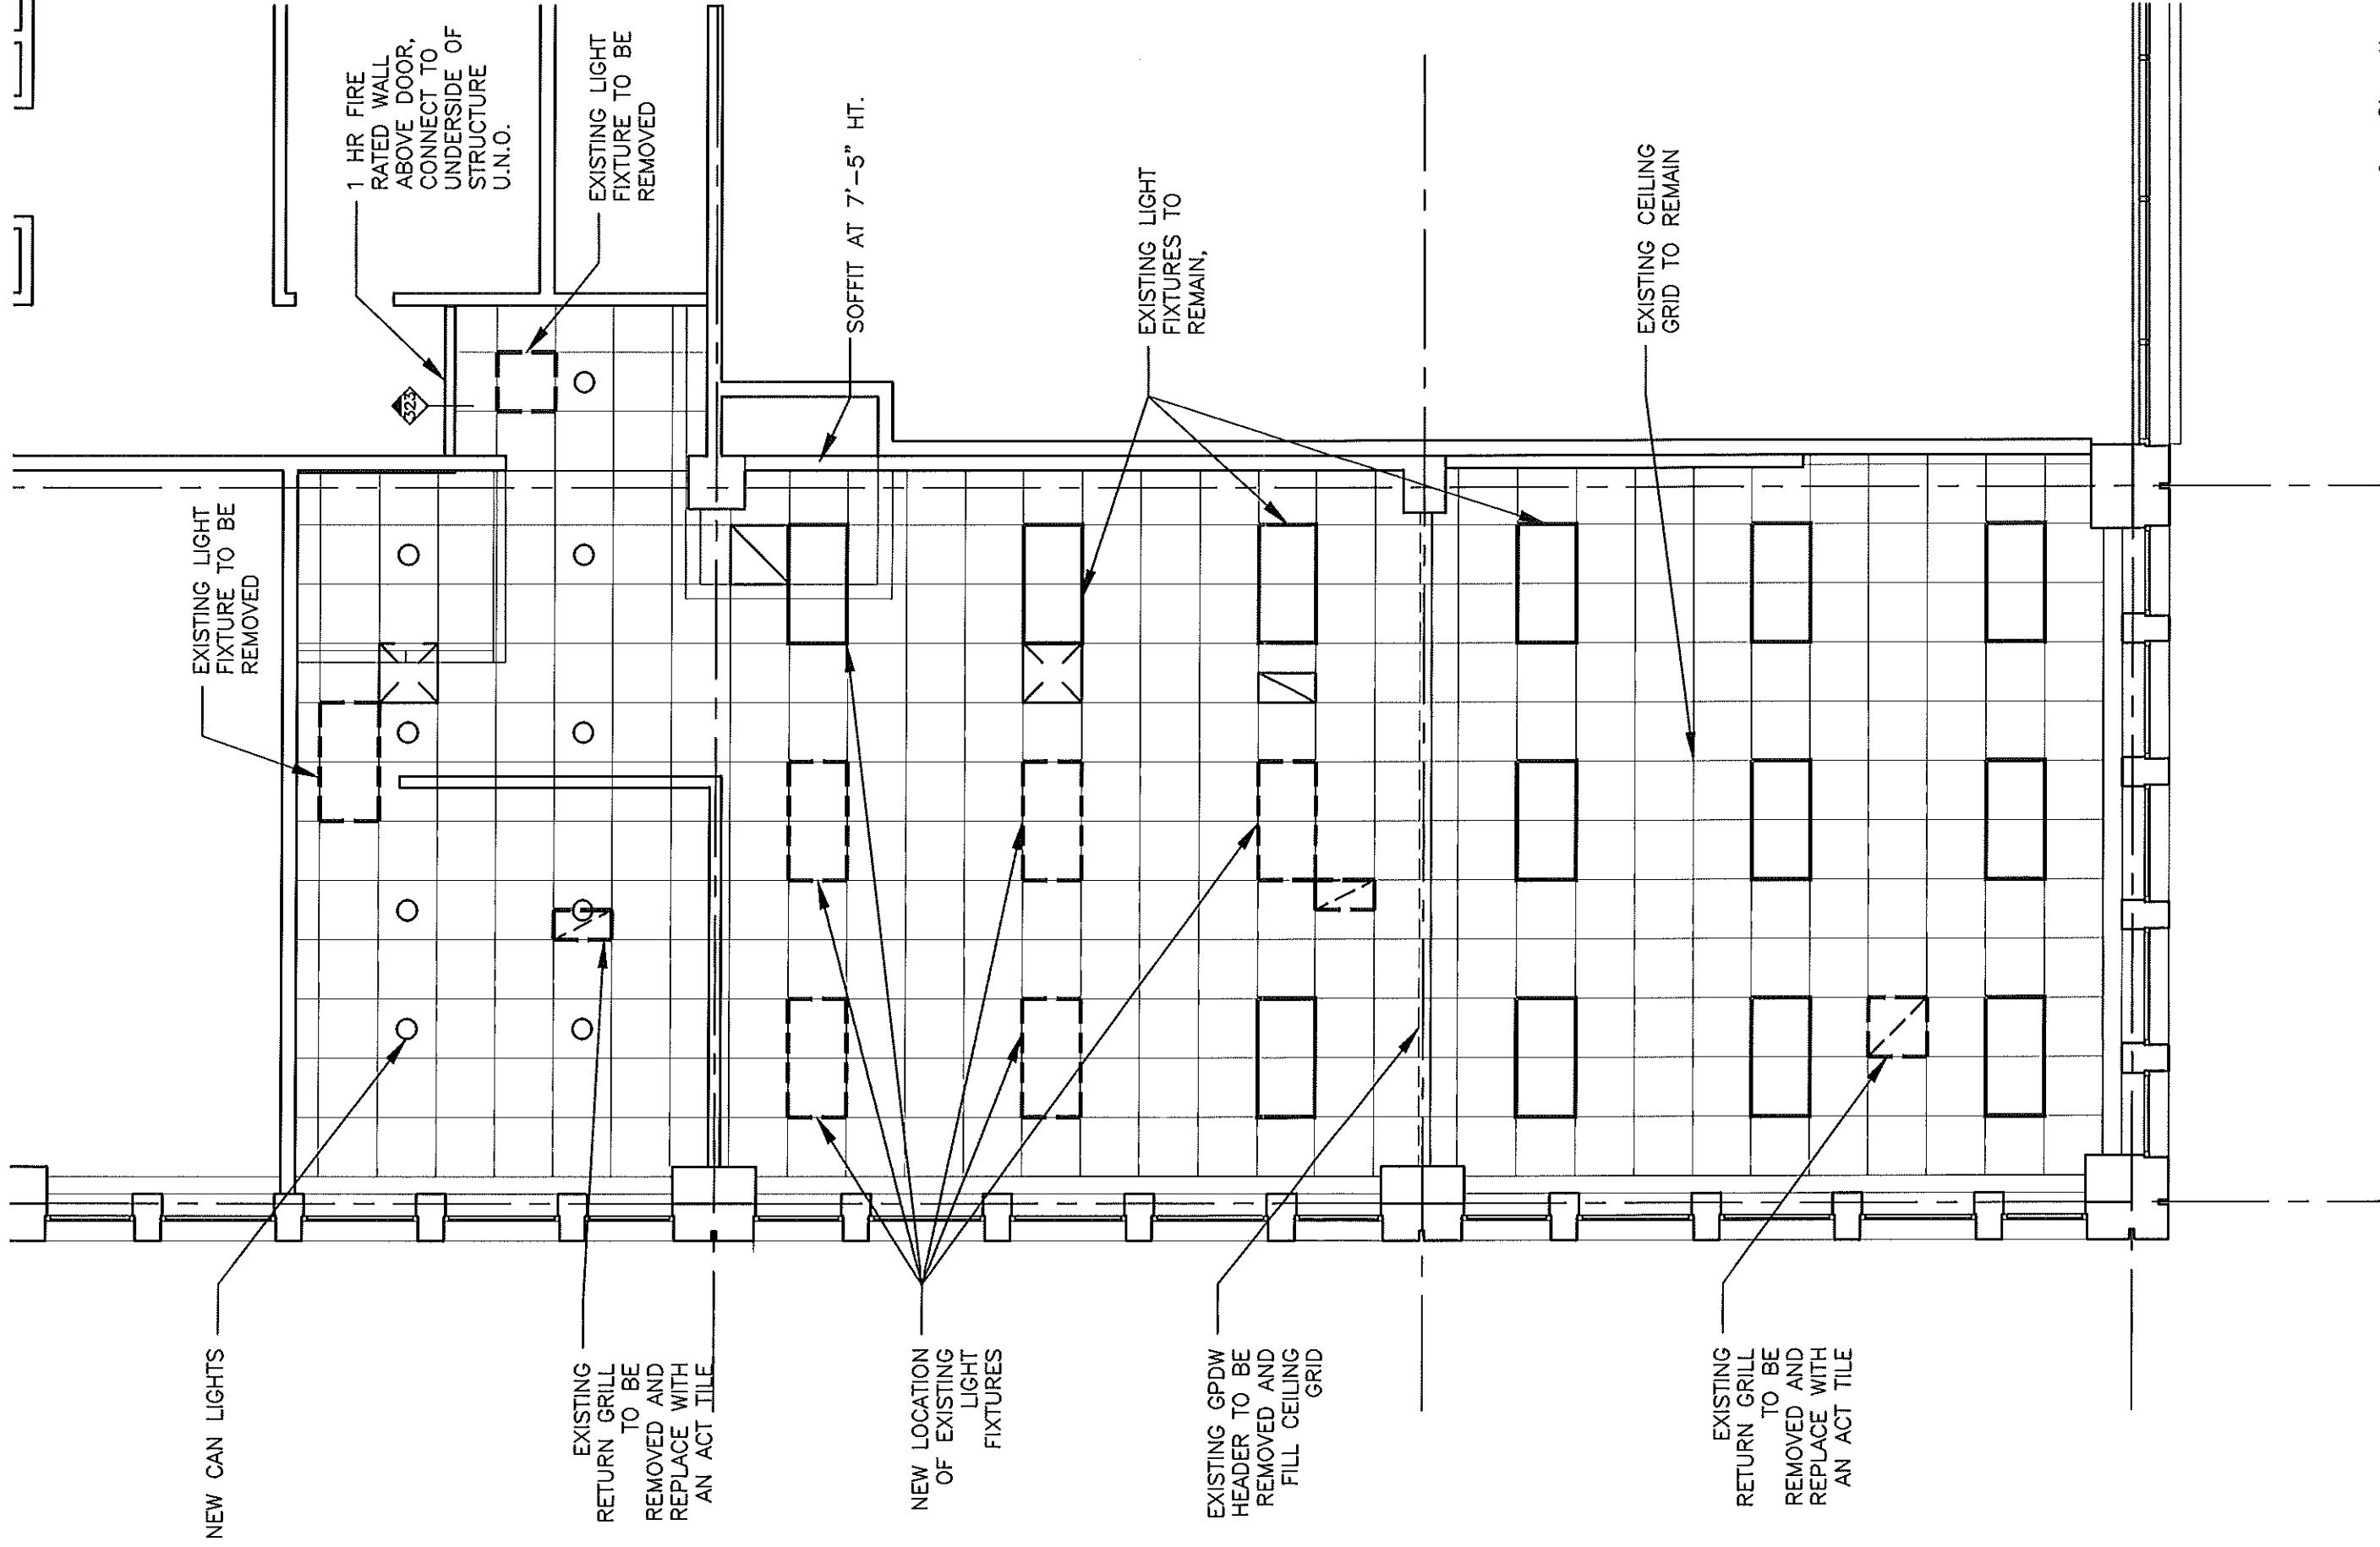 1 HR FIRE
RATED WALL
ABOVE DOOR,
CONNECT TO
UNDERSIDE OF
STRUCTURE
U.N.O.
EXISTING LIGHT
FIXTURE TO BE
REMOVED
SOFFIT AT 7'-5" HT.
EXISTING LIGHT
FIXTURES TO
REMAIN,
EXISTING CEILING
GRID TO REMAIN
323
EXISTING LIGHT
FIXTURE TO BE
REMOVED
NEW CAN LIGHTS
EXISTING
RETURN GRILL
TO BE
REMOVED AND
REPLACE WITH
AN ACT TILE
NEW LOCATION
OF EXISTING
LIGHT
FIXTURES
EXISTING GPDW
HEADER TO BE
REMOVED AND
FILL CEILING
GRID
EXISTING
RETURN GRILL
TO BE
REMOVED AND
REPLACE WITH
AN ACT TILE